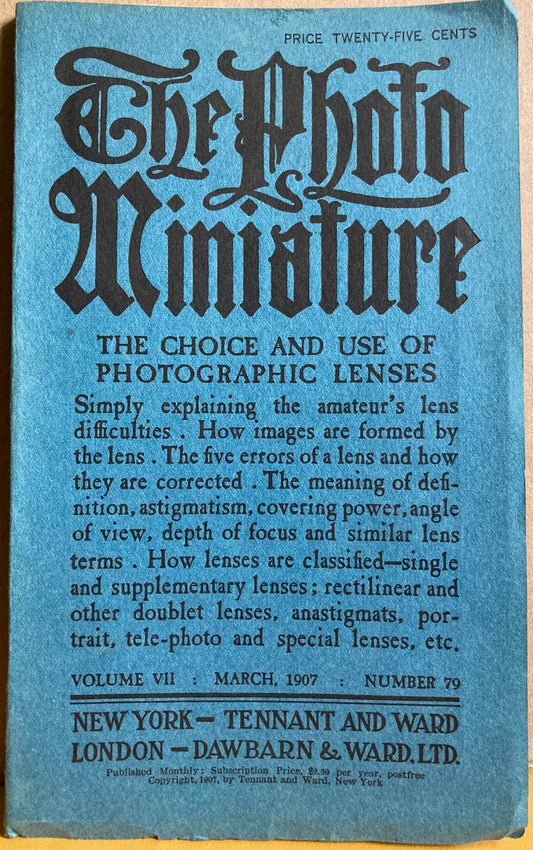 PRICE TWENTY-FIVE CENTS
The Photo
Miniature
THE CHOICE AND USE OF
PHOTOGRAPHIC LENSES
Simply explaining the amateur's lens
difficulties . How images are formed by
the lens . The five errors of a lens and how
they are corrected . The meaning of defi-
nition, astigmatism, covering power, angle
of view, depth of focus and similar lens
terms . How lenses are classified—single
and supplementary lenses; rectilinear and
other doublet lenses, anastigmats, por-
trait, tele-photo and special lenses, etc.
VOLUME VII : MARCH, 1907 : NUMBER 79
NEW YORK — TENNANT AND WARD
LONDON — DAWBARN & WARD, LTD.
Published Monthly: Subscription Price, $2.50 per year, postfree
Copyright, 1907, by Tennant and Ward, New York